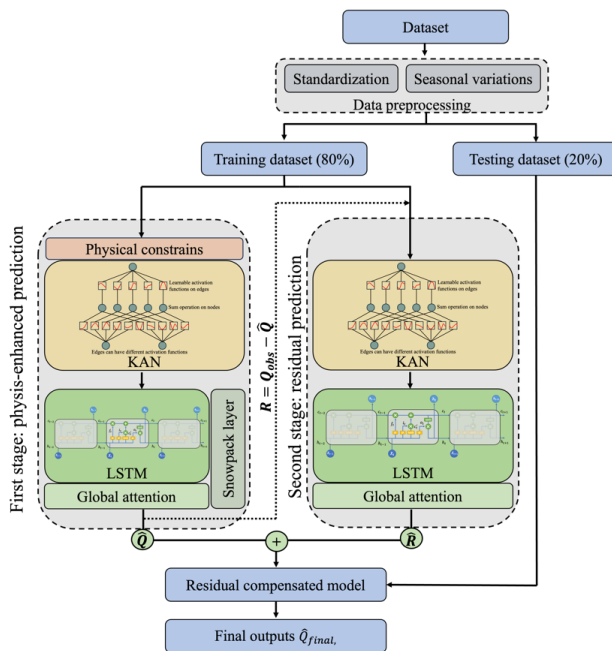 Dataset
Standardization
Seasonal variations
Data preprocessing
Training dataset (80%)
Testing dataset (20%)
First stage: physis-enhanced prediction
Physical constrains
Learnable activation
functions on edges
Sum operation on nodes
Edges can have different activation functions
KAN
LSTM
Global attention
Snowpack layer
R = Q_obs − Q̂
Second stage: residual prediction
Learnable activation
functions on edges
Sum operation on nodes
Edges can have different activation functions
KAN
LSTM
Global attention
Q̂
+
R̂
Residual compensated model
Final outputs Q̂_final,